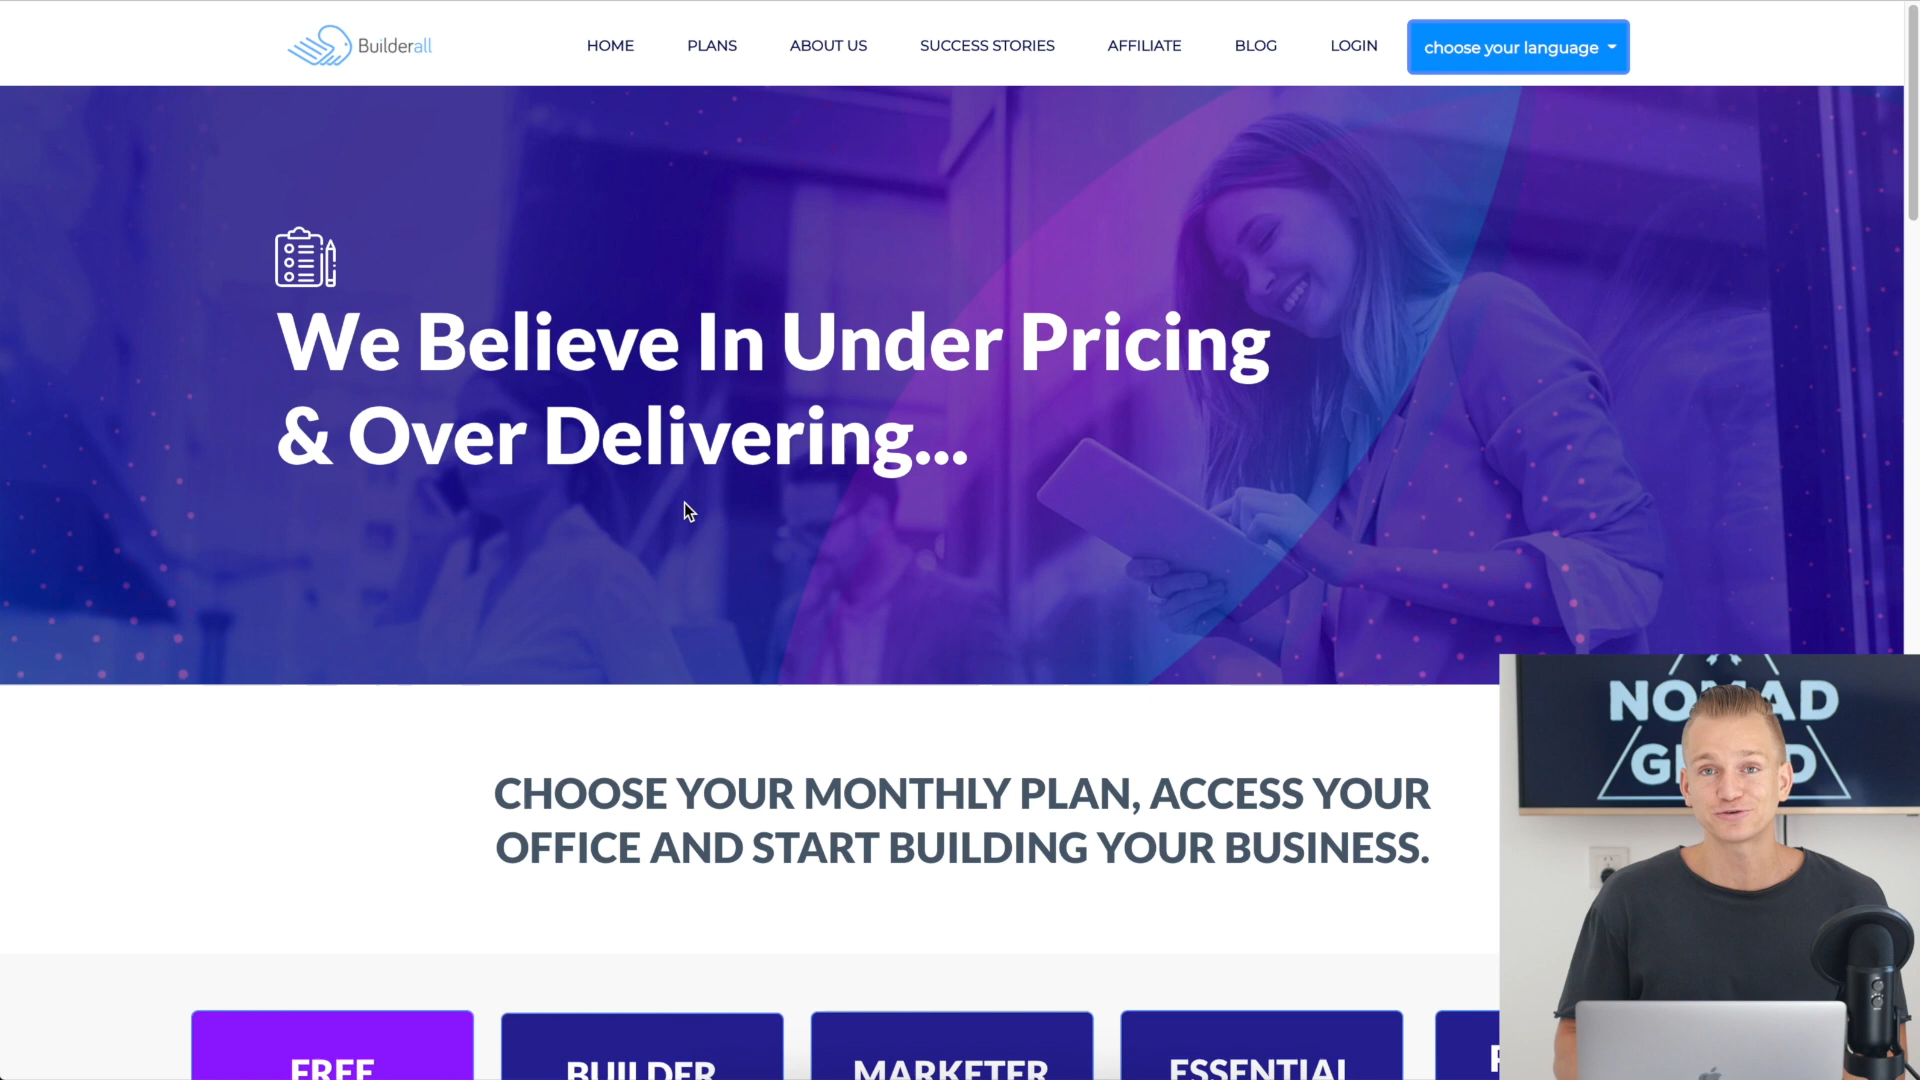 Builderall
HOME
PLANS
ABOUT US
SUCCESS STORIES
AFFILIATE
BLOG
LOGIN
choose your language
We Believe In Under Pricing
& Over Delivering...
CHOOSE YOUR MONTHLY PLAN, ACCESS YOUR
OFFICE AND START BUILDING YOUR BUSINESS.
NOMAD
FREE
BUILDER
MARKETER
ESSENTIAL